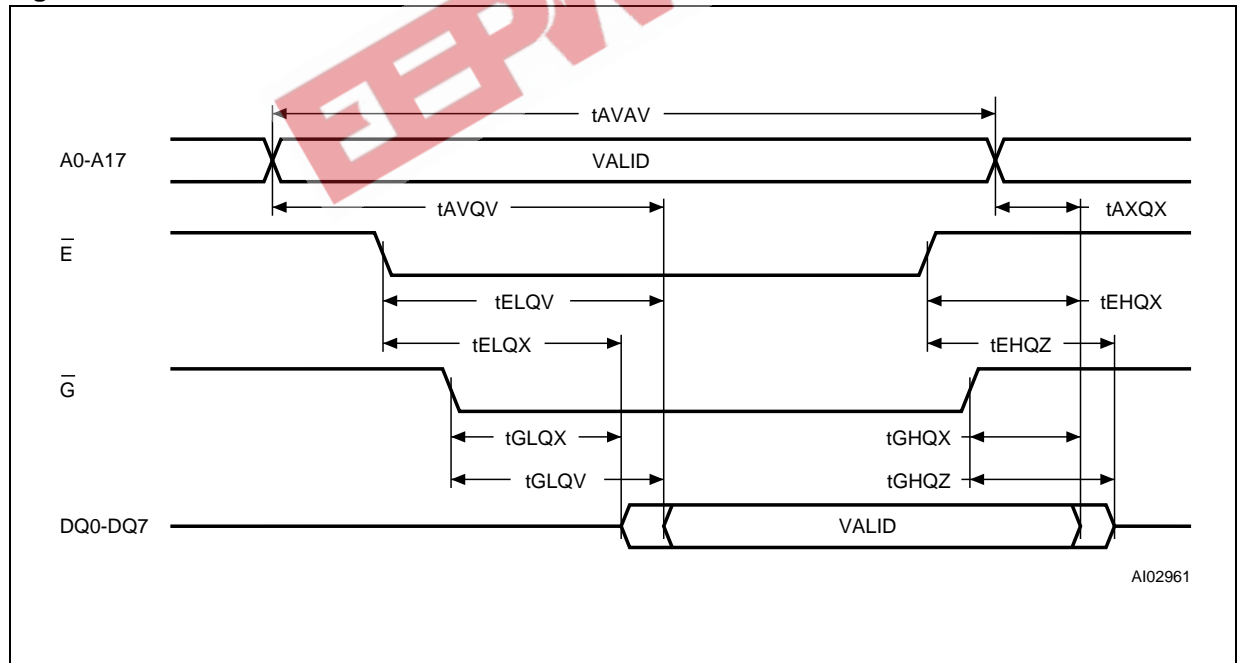 tAVAV
A0-A17 VALID
tAVQV tAXQX
E
tELQV tEHQX
tELQX tEHQZ
G
tGLQX tGHQX
tGLQV tGHQZ
DQ0-DQ7 VALID
AI02961